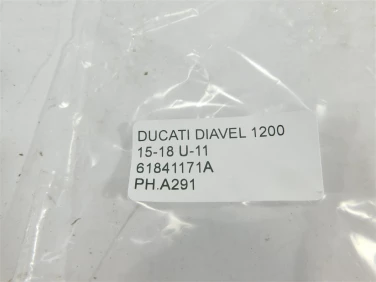 DUCATI DIAVEL 1200
15-18 U-11
61841171A
PH.A291